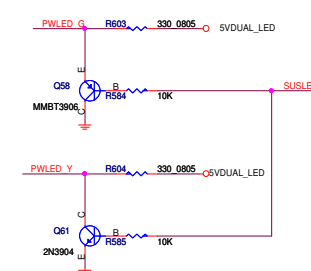 PWLED_G R603 330_0805 5VDUAL_LED
E
Q58 B SUSLE
R584 10K
MMBT3906
C
PWLED_Y R604 330_0805 5VDUAL_LED
C
Q61 B
R585 10K
2N3904
E